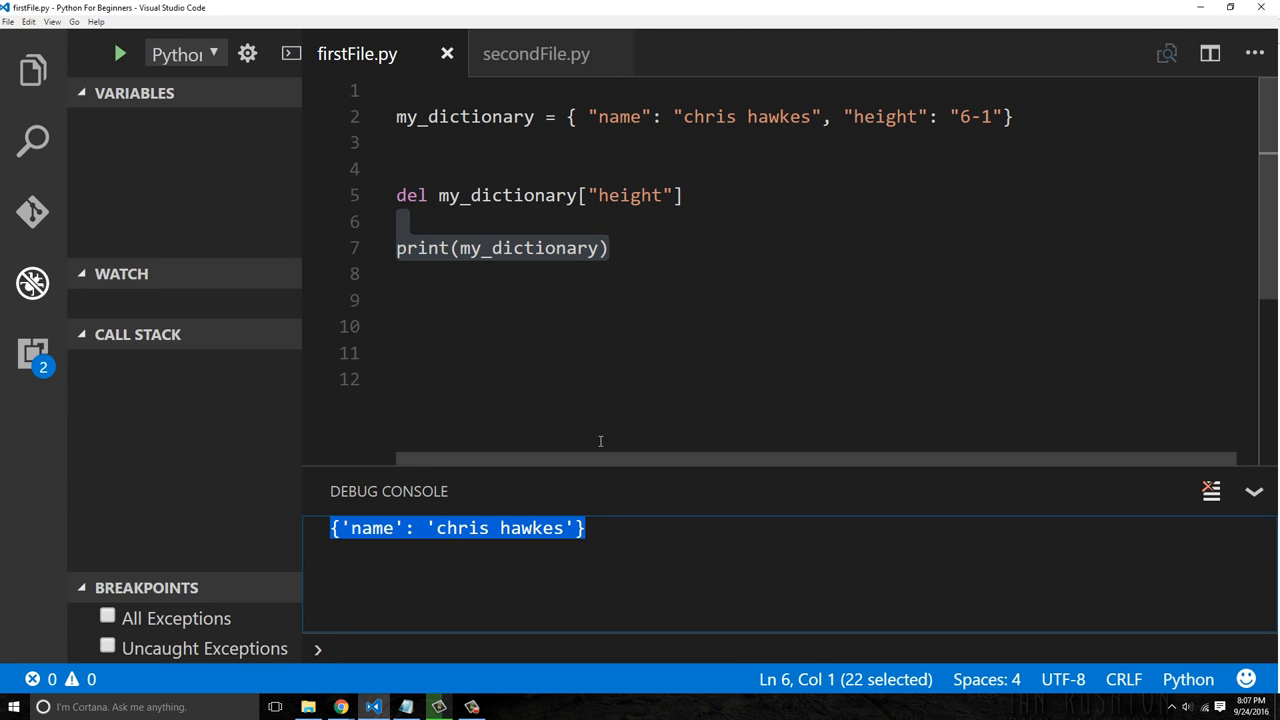 firstFile.py - Python For Beginners - Visual Studio Code
File Edit View Go Help
Python
firstFile.py
secondFile.py
VARIABLES
WATCH
CALL STACK
2
BREAKPOINTS
All Exceptions
Uncaught Exceptions
1
2 my_dictionary = { "name": "chris hawkes", "height": "6-1"}
3
4
5 del my_dictionary["height"]
6
7 print(my_dictionary)
8
9
10
11
12
DEBUG CONSOLE
{'name': 'chris hawkes'}
0 0
Ln 6, Col 1 (22 selected) Spaces: 4 UTF-8 CRLF Python
I'm Cortana. Ask me anything.
8:07 PM
9/24/2016